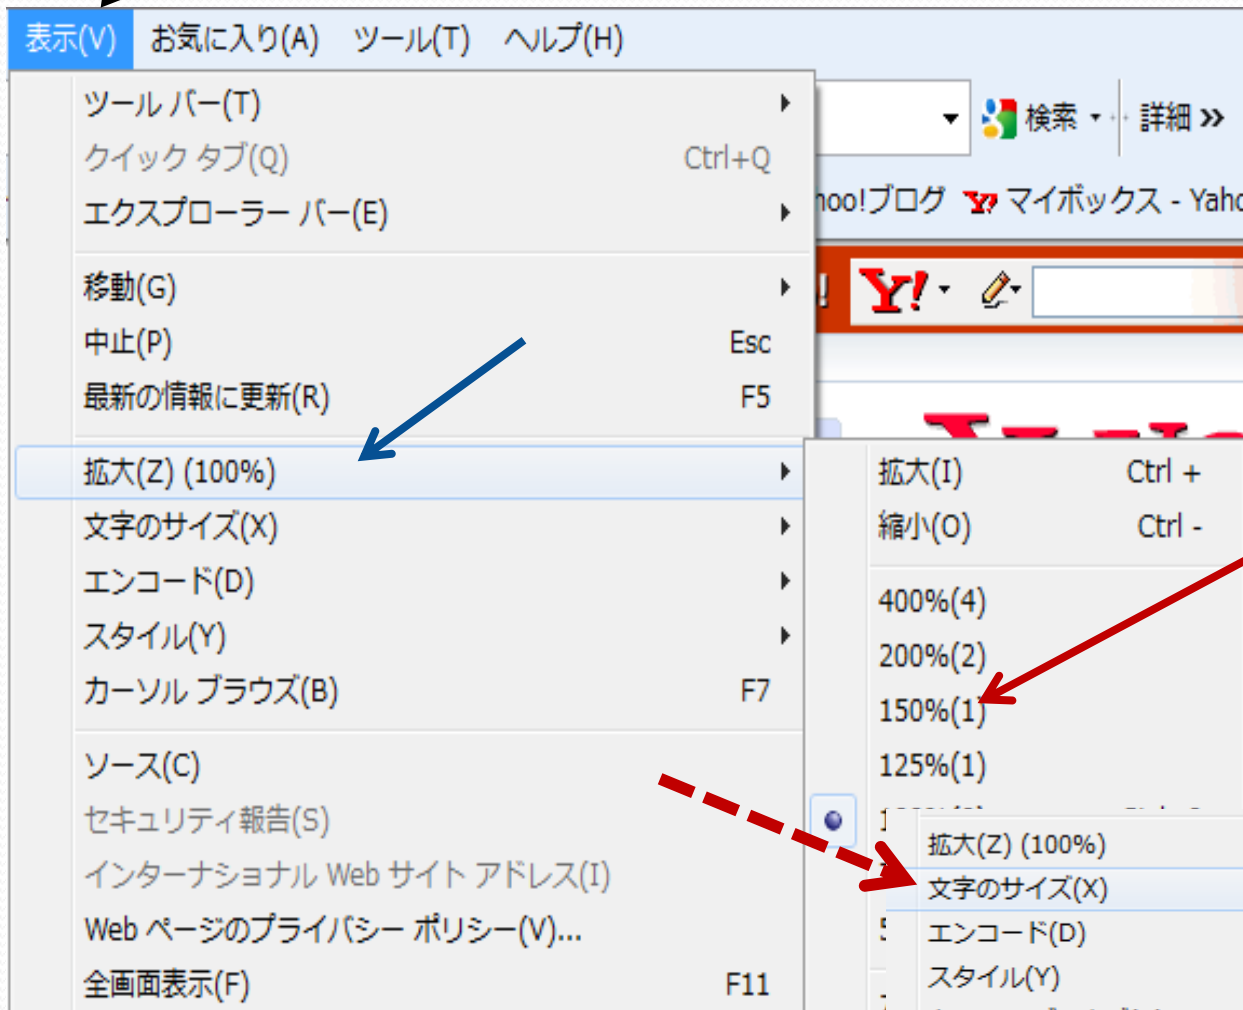 表示(V) お気に入り(A) ツール(T) ヘルプ(H)
ツール バー(T)
クイック タブ(Q) Ctrl+Q
エクスプローラー バー(E)
移動(G)
中止(P) Esc
最新の情報に更新(R) F5
拡大(Z) (100%)
文字のサイズ(X)
エンコード(D)
スタイル(Y)
カーソル ブラウズ(B) F7
ソース(C)
セキュリティ報告(S)
インターナショナル Web サイト アドレス(I)
Web ページのプライバシー ポリシー(V)...
全画面表示(F) F11
検索 詳細 »
hoo!ブログ Y! マイボックス - Yaho
Y!
拡大(I) Ctrl +
縮小(O) Ctrl -
400%(4)
200%(2)
150%(1)
125%(1)
拡大(Z) (100%)
文字のサイズ(X)
エンコード(D)
スタイル(Y)